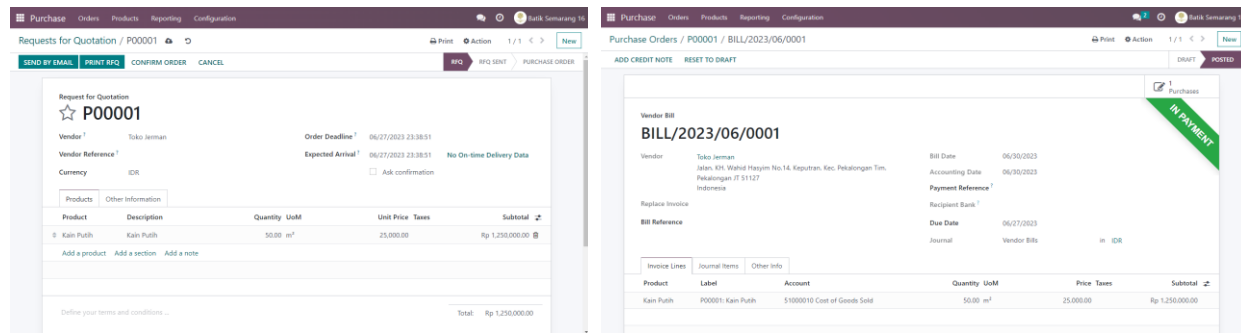 Purchase Orders Products Reporting Configuration Batik Semarang 16
Requests for Quotation / P00001 Print Action 1 / 1 New
SEND BY EMAIL PRINT RFQ CONFIRM ORDER CANCEL RFQ RFQ SENT PURCHASE ORDER
Request for Quotation
P00001
Vendor ? Toko Jerman Order Deadline ? 06/27/2023 23:38:51
Vendor Reference ? Expected Arrival ? 06/27/2023 23:38:51 No On-time Delivery Data
Currency IDR Ask confirmation
Products Other Information
Product Description Quantity UoM Unit Price Taxes Subtotal
Kain Putih Kain Putih 50.00 m² 25,000.00 Rp 1,250,000.00
Add a product Add a section Add a note
Define your terms and conditions ...
Total: Rp 1,250,000.00
Purchase Orders Products Reporting Configuration 2 Batik Semarang 1
Purchase Orders / P00001 / BILL/2023/06/0001 Print Action 1 / 1 New
ADD CREDIT NOTE RESET TO DRAFT DRAFT POSTED
1
Purchases
IN PAYMENT
Vendor Bill
BILL/2023/06/0001
Vendor Toko Jerman Bill Date 06/30/2023
Jalan. KH. Wahid Hasyim No.14, Keputran, Kec. Pekalongan Tim. Accounting Date 06/30/2023
Pekalongan JT 51127
Indonesia Payment Reference ?
Replace Invoice Recipient Bank ?
Bill Reference Due Date 06/27/2023
Journal Vendor Bills in IDR
Invoice Lines Journal Items Other Info
Product Label Account Quantity UoM Price Taxes Subtotal
Kain Putih P00001: Kain Putih 51000010 Cost of Goods Sold 50.00 m² 25,000.00 Rp 1,250,000.00